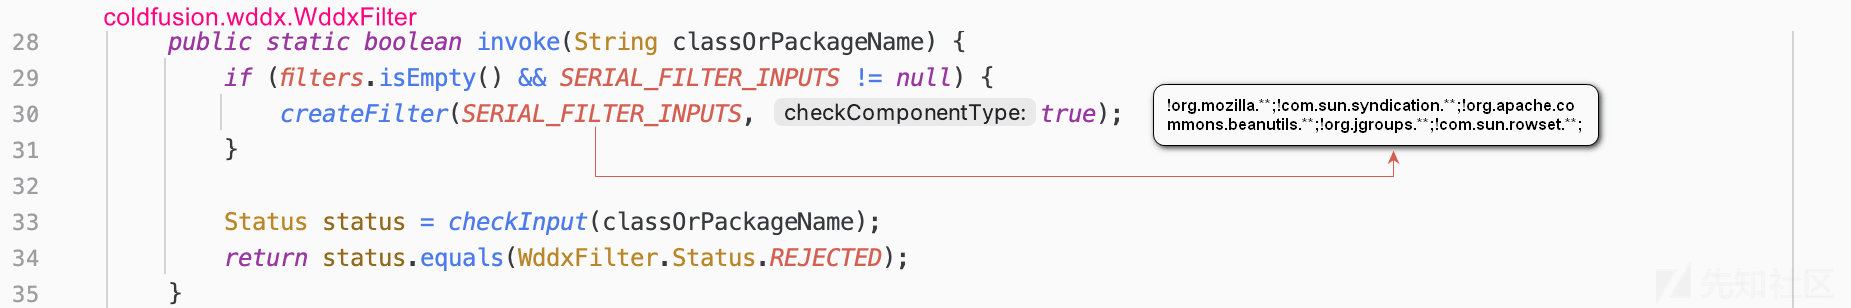 coldfusion.wddx.WddxFilter
28 public static boolean invoke(String classOrPackageName) {
29 if (filters.isEmpty() && SERIAL_FILTER_INPUTS != null) {
30 createFilter(SERIAL_FILTER_INPUTS, checkComponentType: true);
!org.mozilla.**;!com.sun.syndication.**;!org.apache.co
mmons.beanutils.**;!org.jgroups.**;!com.sun.rowset.**;
31 }
32
33 Status status = checkInput(classOrPackageName);
34 return status.equals(WddxFilter.Status.REJECTED);
35 }
先知社区